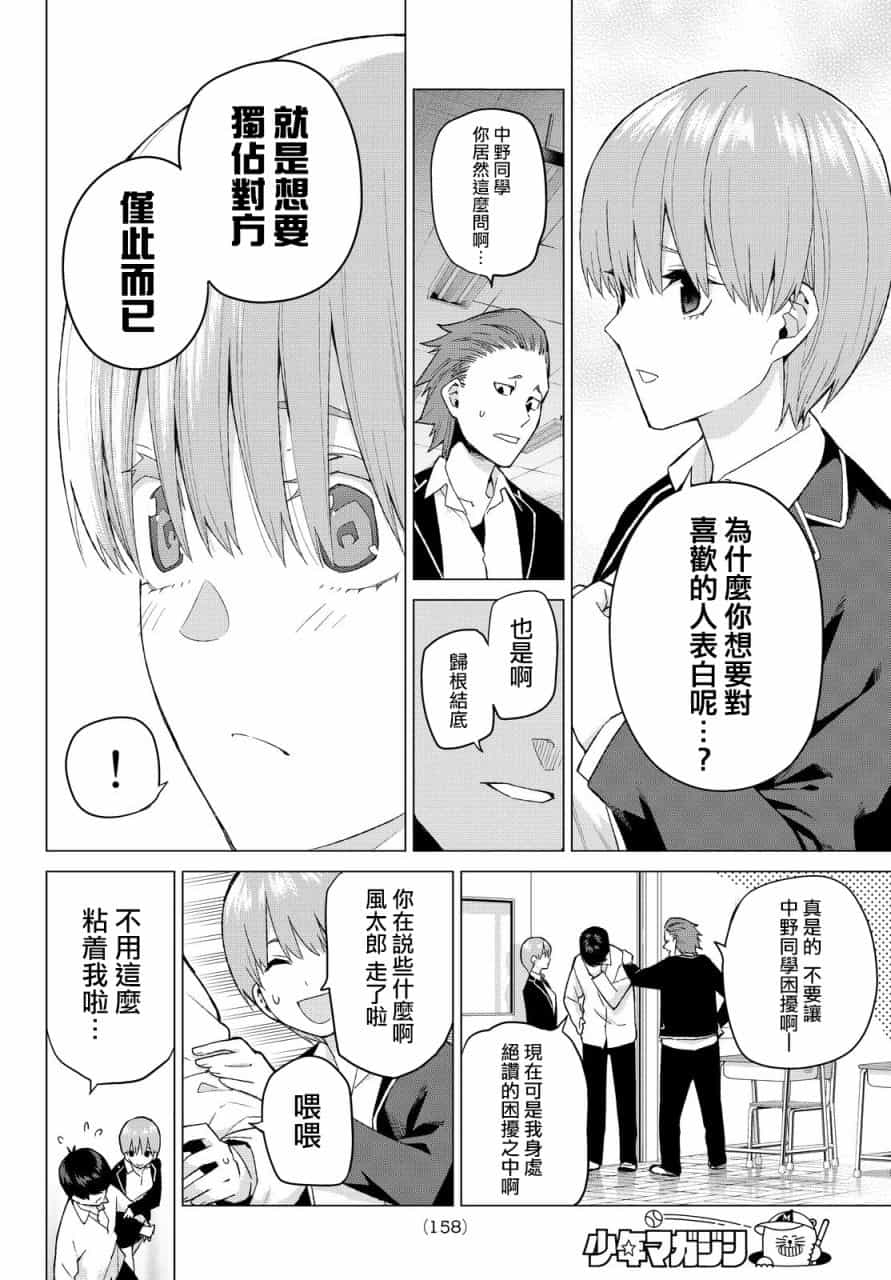 為什麼你想要對
喜歡的人表白呢…?
中野同學
你居然這麼問啊…
也是啊
歸根結底
就是想要
獨佔對方
僅此而已
!
真是的 不要讓
中野同學困擾啊—
現在可是我身處
絕讚的困擾之中啊
你在説些什麼啊
風太郎 走了啦
喂喂
不用這麼
粘着我啦…
(158)
少年マガジン